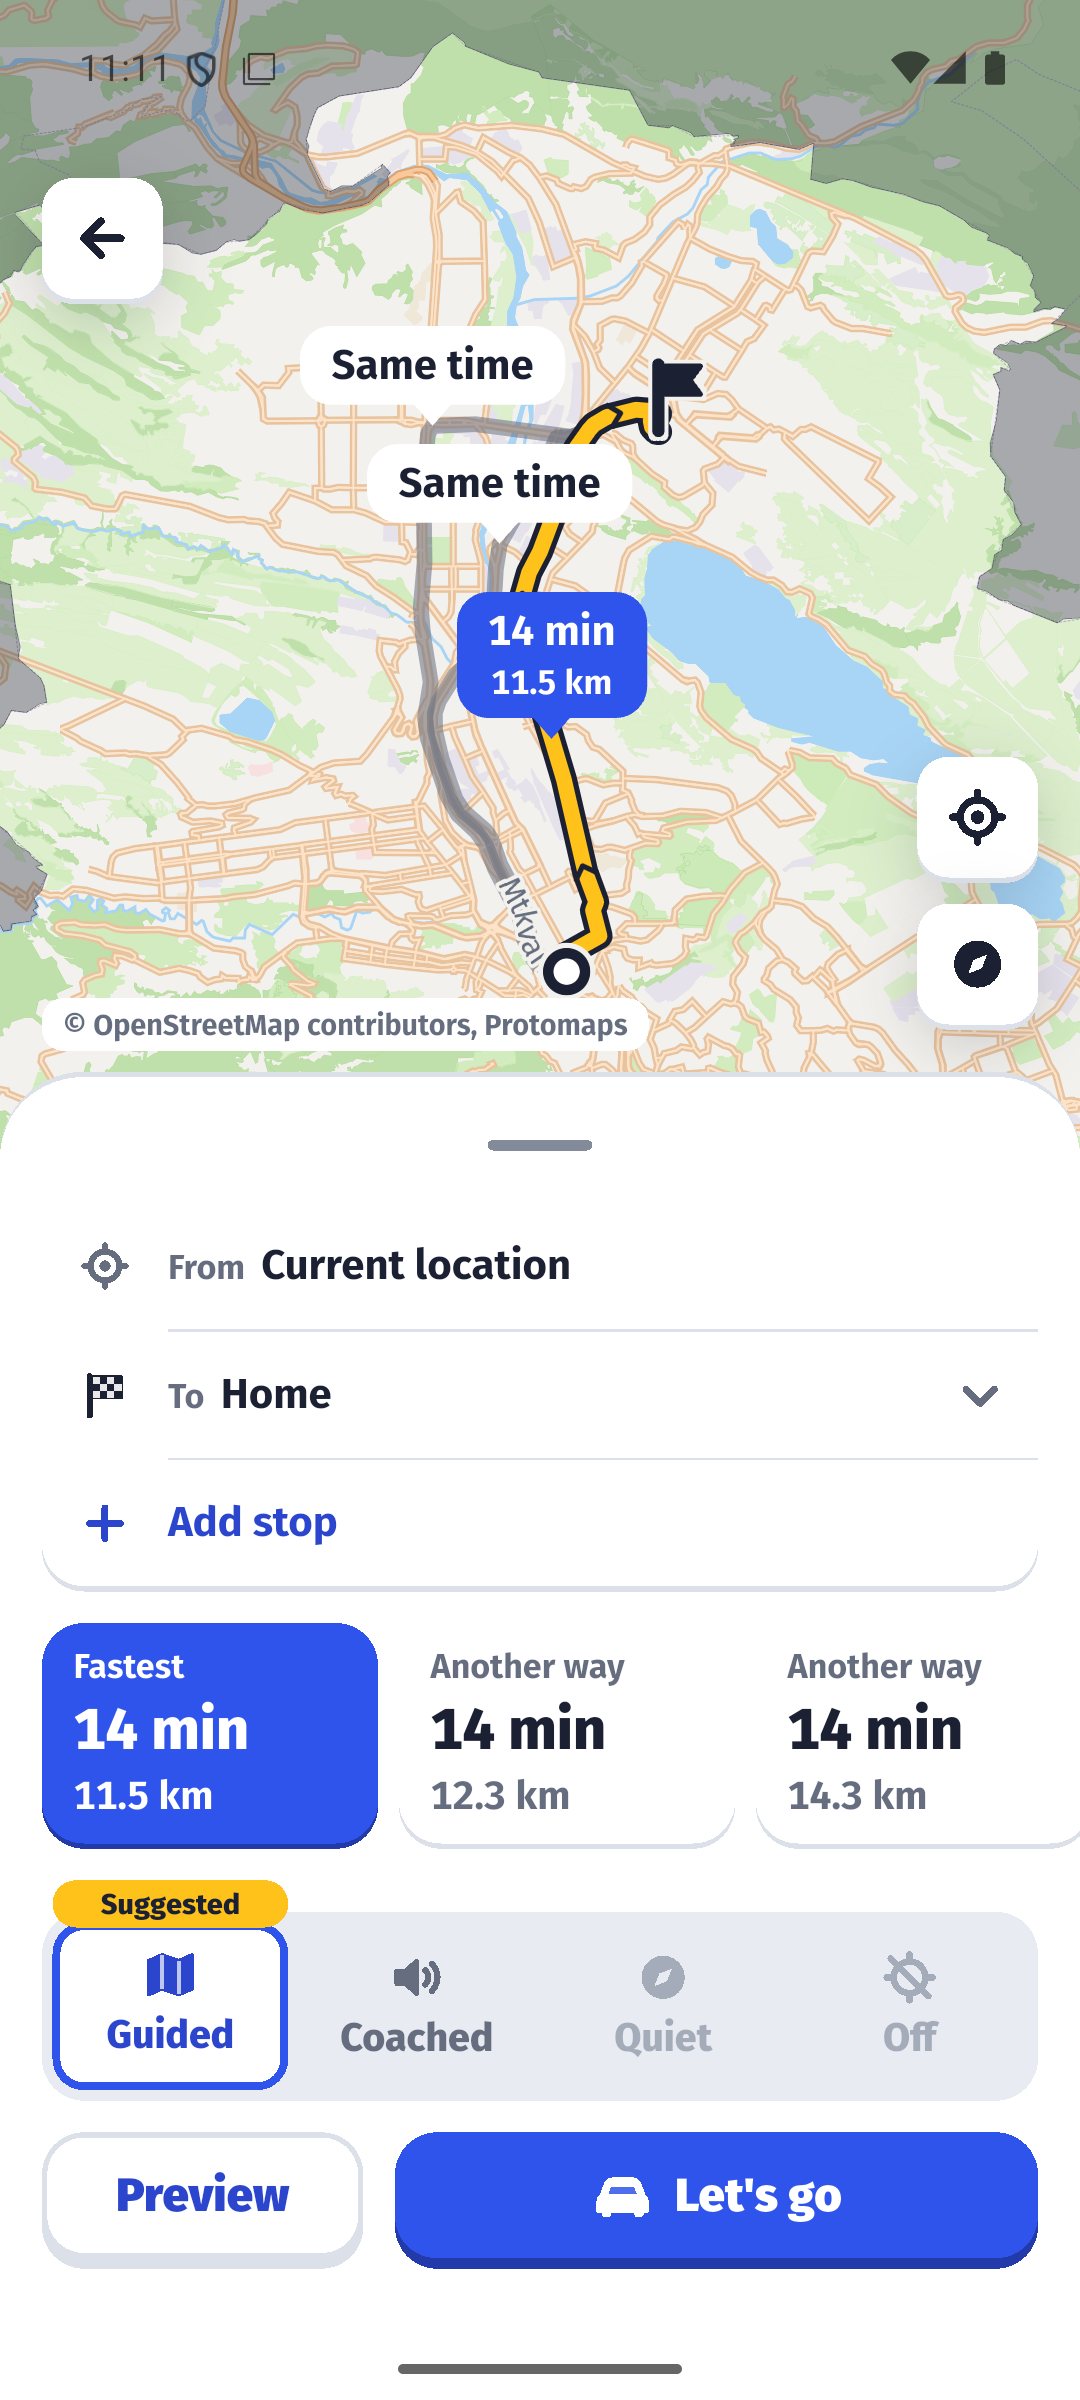 11:11
Same time
Same time
14 min
11.5 km
© OpenStreetMap contributors, Protomaps
From Current location
To Home
Add stop
Fastest
14 min
11.5 km
Another way
14 min
12.3 km
Another way
14 min
14.3 km
Suggested
Guided
Coached
Quiet
Off
Preview
Let's go